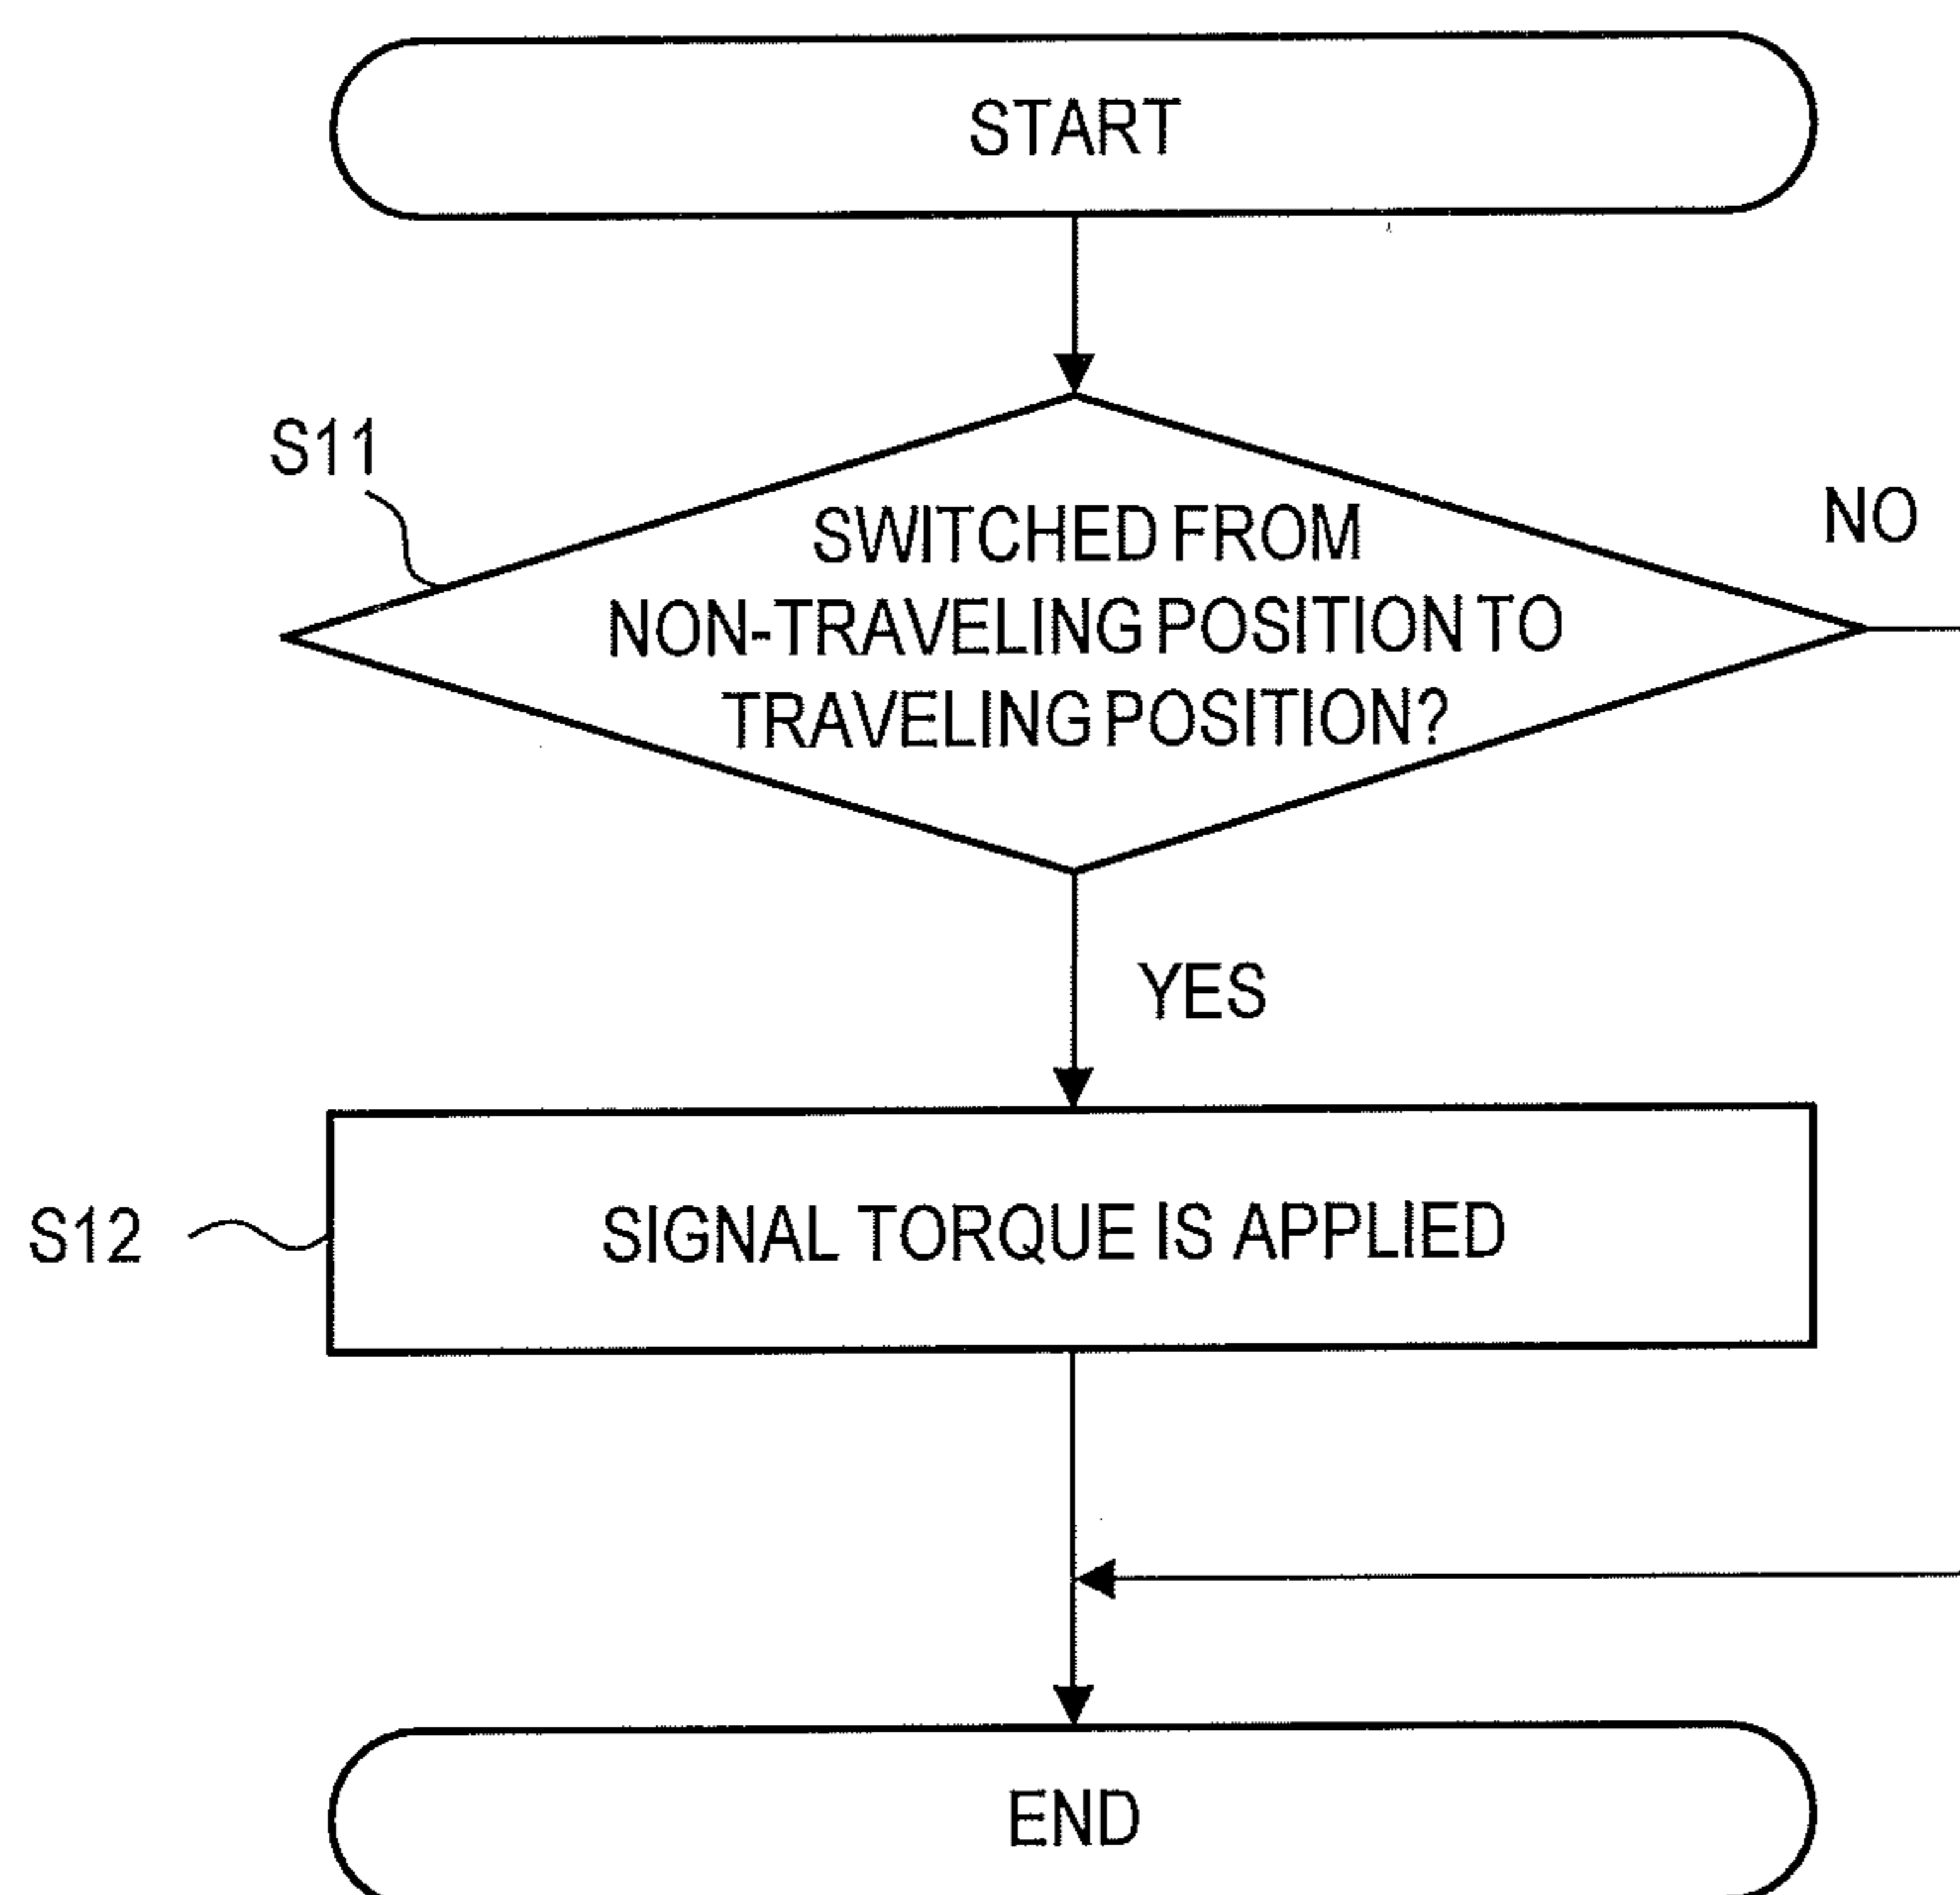 START
S11
SWITCHED FROM
NON-TRAVELING POSITION TO
TRAVELING POSITION?
NO
YES
S12
SIGNAL TORQUE IS APPLIED
END